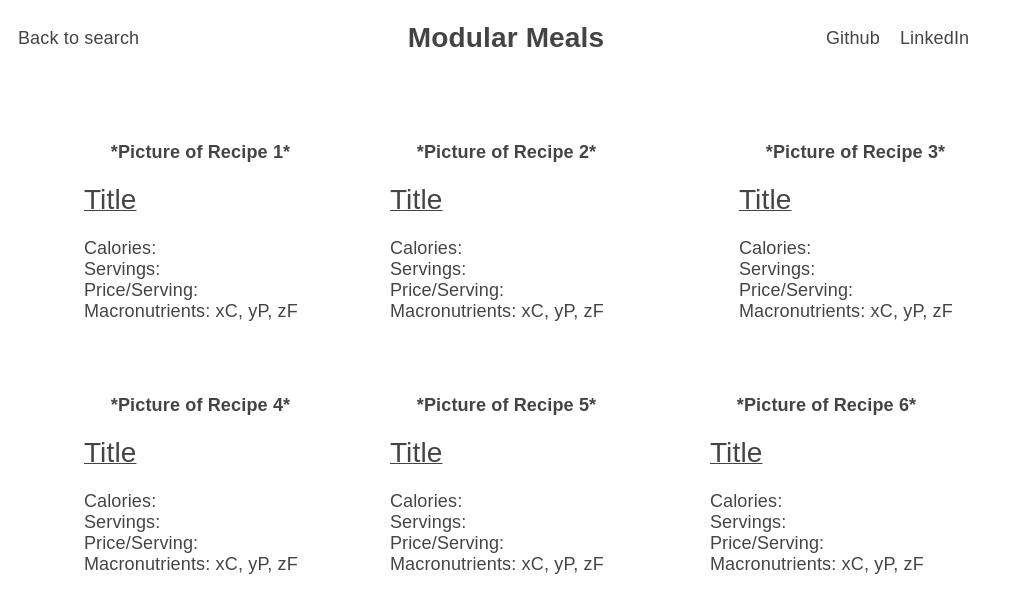 Back to search
Modular Meals
Github LinkedIn
*Picture of Recipe 1*
Title
Calories:
Servings:
Price/Serving:
Macronutrients: xC, yP, zF
*Picture of Recipe 2*
Title
Calories:
Servings:
Price/Serving:
Macronutrients: xC, yP, zF
*Picture of Recipe 3*
Title
Calories:
Servings:
Price/Serving:
Macronutrients: xC, yP, zF
*Picture of Recipe 4*
Title
Calories:
Servings:
Price/Serving:
Macronutrients: xC, yP, zF
*Picture of Recipe 5*
Title
Calories:
Servings:
Price/Serving:
Macronutrients: xC, yP, zF
*Picture of Recipe 6*
Title
Calories:
Servings:
Price/Serving:
Macronutrients: xC, yP, zF